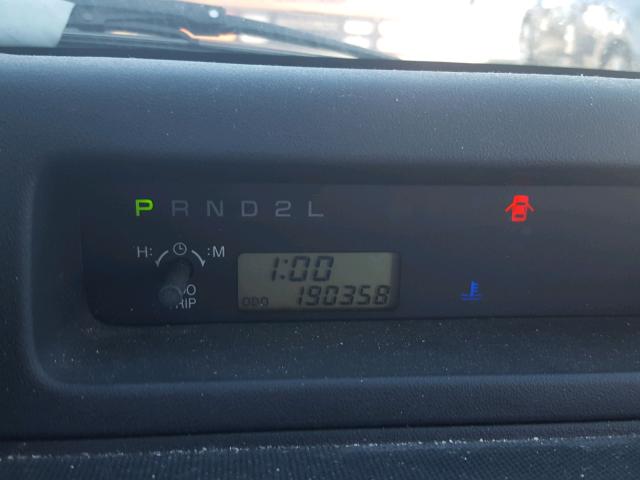 P R N D 2 L
H: :M
1:00
ODO 190358